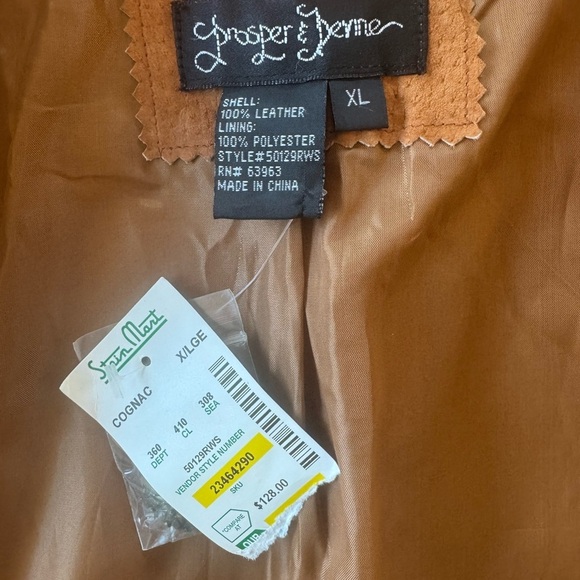 Prosper & Denne
XL
SHELL:
100% LEATHER
LINING:
100% POLYESTER
STYLE#50129RWS
RN# 63963
MADE IN CHINA
Stein Mart
COGNAC X/LGE
360 410 308
DEPT CL SEA
50129RWS
VENDOR STYLE NUMBER
23464290
SKU
$128.00
*COMPARE
AT
OUR